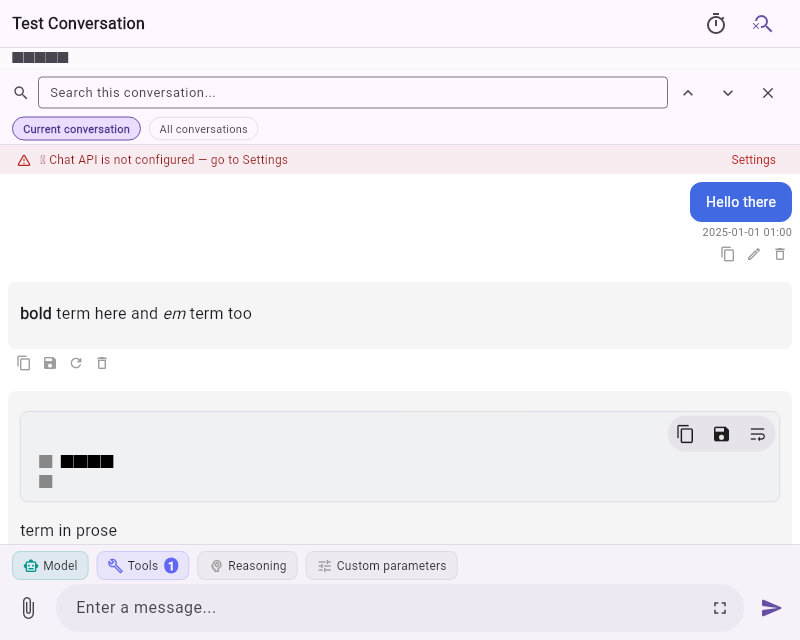 Test Conversation
Search this conversation...
Current conversation
All conversations
Chat API is not configured — go to Settings
Settings
Hello there
2025-01-01 01:00
bold term here and em term too
term in prose
Model
Tools 1
Reasoning
Custom parameters
Enter a message...